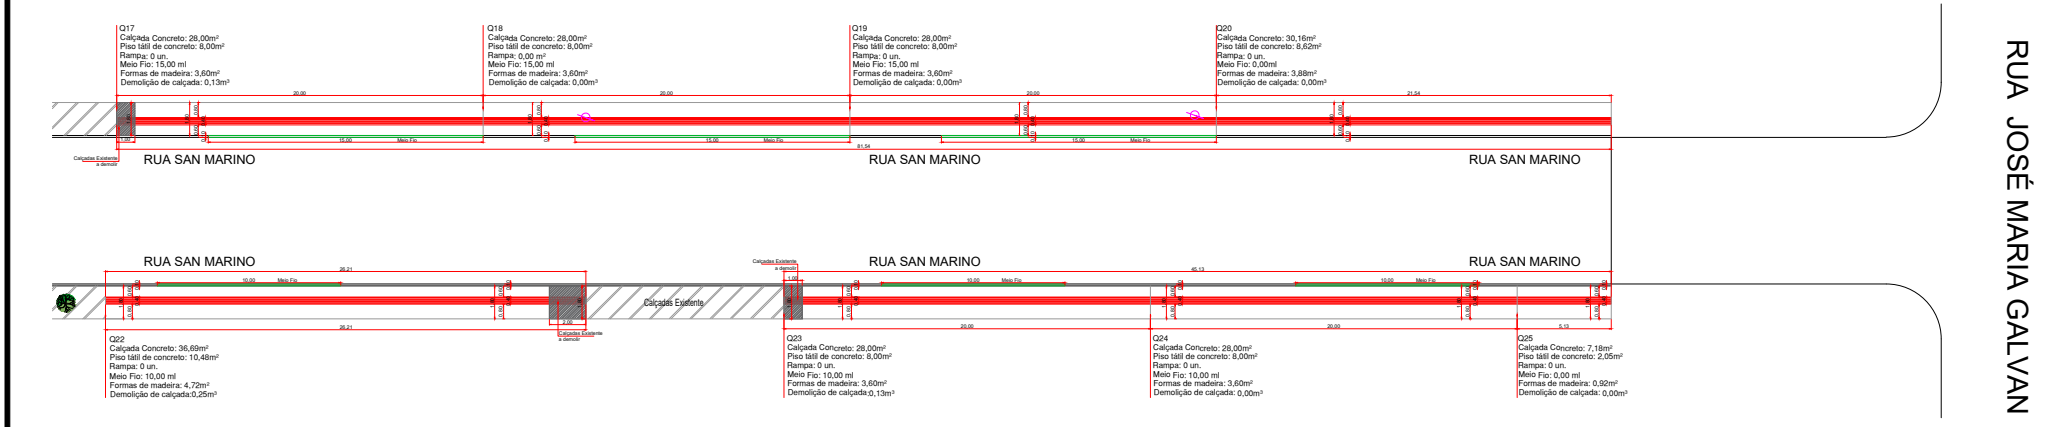 Q17
Calçada Concreto: 28,00m²
Piso tátil de concreto: 8,00m²
Rampa: 0 un.
Meio Fio: 15,00 ml
Formas de madeira: 3,60m²
Demolição de calçada: 0,13m³
Q18
Calçada Concreto: 28,00m²
Piso tátil de concreto: 8,00m²
Rampa: 0,00 m²
Meio Fio: 15,00 ml
Formas de madeira: 3,60m²
Demolição de calçada: 0,00m³
Q19
Calçada Concreto: 28,00m²
Piso tátil de concreto: 8,00m²
Rampa: 0 un.
Meio Fio: 15,00 ml
Formas de madeira: 3,60m²
Demolição de calçada: 0,00m³
Q20
Calçada Concreto: 30,16m²
Piso tátil de concreto: 8,62m²
Rampa: 0 un.
Meio Fio: 0,00ml
Formas de madeira: 3,88m²
Demolição de calçada: 0,00m³
20,00
20,00
20,00
21,54
1,00
15,00 Meio Fio
15,00 Meio Fio
15,00 Meio Fio
81,54
Calçadas Existente
a demolir
RUA SAN MARINO
RUA SAN MARINO
RUA SAN MARINO
RUA JOSÉ MARIA GALVAN
RUA SAN MARINO
RUA SAN MARINO
RUA SAN MARINO
26,21
Calçadas Existente
a demolir
1,00
45,13
10,00 Meio Fio
10,00 Meio Fio
10,00
Calçadas Existente
2,00
26,21
Calçadas Existente
a demolir
20,00
20,00
5,13
Q22
Calçada Concreto: 36,69m²
Piso tátil de concreto: 10,48m²
Rampa: 0 un.
Meio Fio: 10,00 ml
Formas de madeira: 4,72m²
Demolição de calçada:0,25m³
Q23
Calçada Concreto: 28,00m²
Piso tátil de concreto: 8,00m²
Rampa: 0 un.
Meio Fio: 10,00 ml
Formas de madeira: 3,60m²
Demolição de calçada:0,13m³
Q24
Calçada Concreto: 28,00m²
Piso tátil de concreto: 8,00m²
Rampa: 0 un.
Meio Fio: 10,00 ml
Formas de madeira: 3,60m²
Demolição de calçada: 0,00m³
Q25
Calçada Concreto: 7,18m²
Piso tátil de concreto: 2,05m²
Rampa: 0 un.
Meio Fio: 0,00 ml
Formas de madeira: 0,92m²
Demolição de calçada: 0,00m³